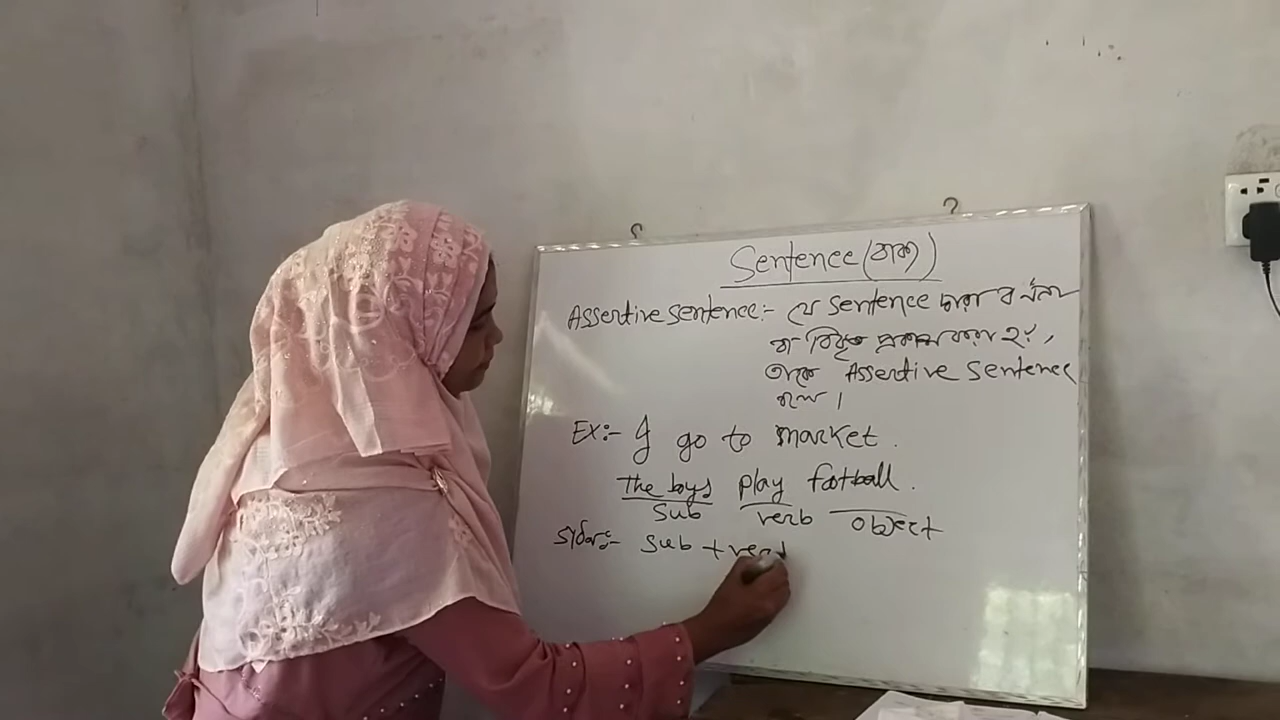 Sentence (বাক্য)
Assertive sentence:- যে Sentence দ্বারা বর্ণনা
বা বিবৃতি প্রকাশ করা হয়,
তাকে Assertive Sentence
বলে।
EX:- I go to market.
The boys play football.
Sub verb object
Sub + verb